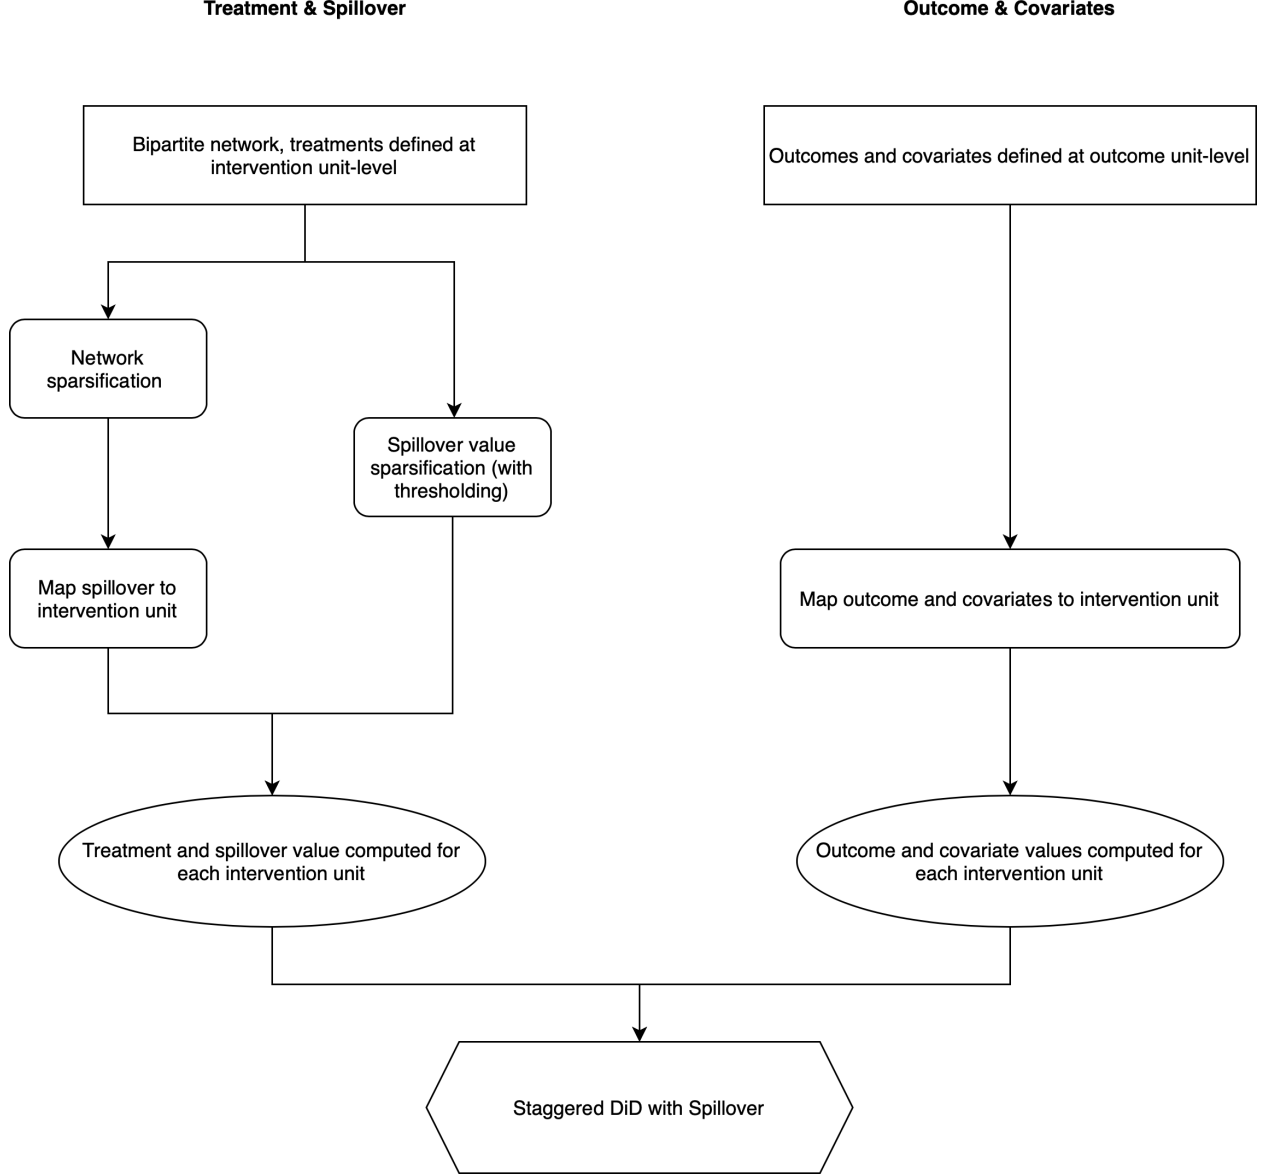 Treatment & Spillover
Outcome & Covariates
Bipartite network, treatments defined at
intervention unit-level
Outcomes and covariates defined at outcome unit-level
Network
sparsification
Spillover value
sparsification (with
thresholding)
Map spillover to
intervention unit
Map outcome and covariates to intervention unit
Treatment and spillover value computed for
each intervention unit
Outcome and covariate values computed for
each intervention unit
Staggered DiD with Spillover